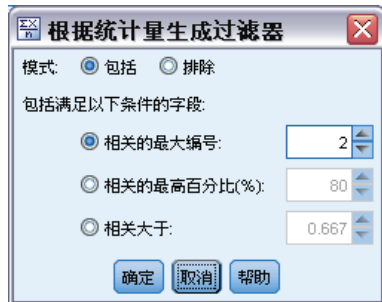 根据统计量生成过滤器
模式: 包括 排除
包括满足以下条件的字段:
相关的最大编号: 2
相关的最高百分比(%): 80
相关大于: 0.667
确定 取消 帮助